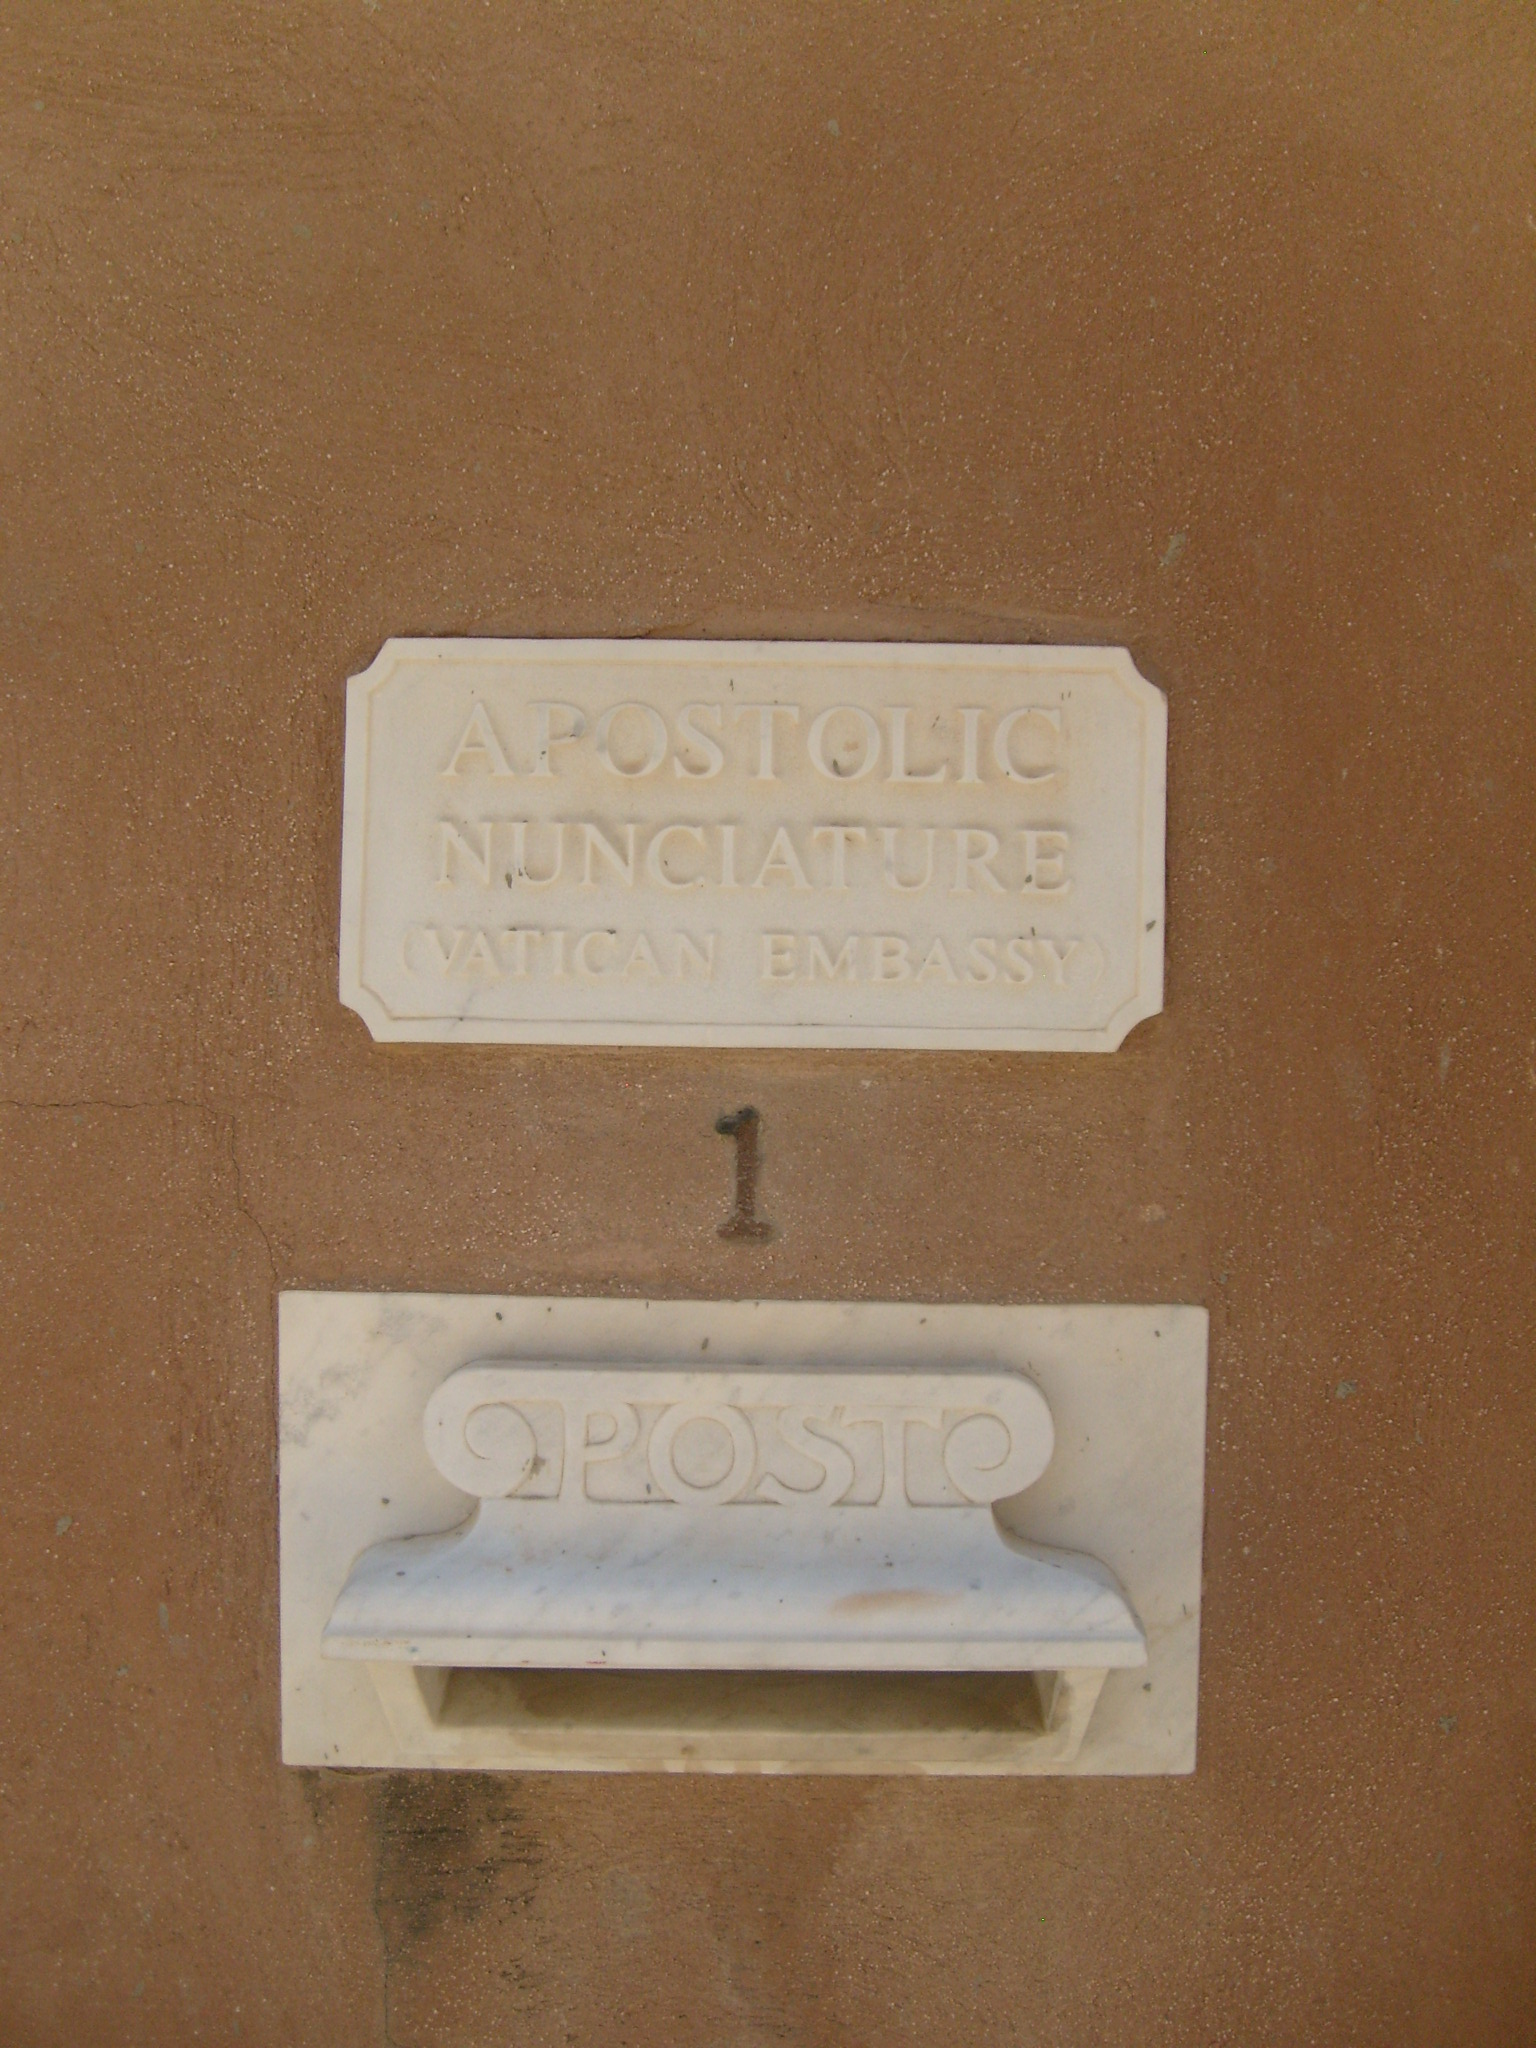 APOSTOLIC
NUNCIATURE
(VATICAN EMBASSY)
1
POST